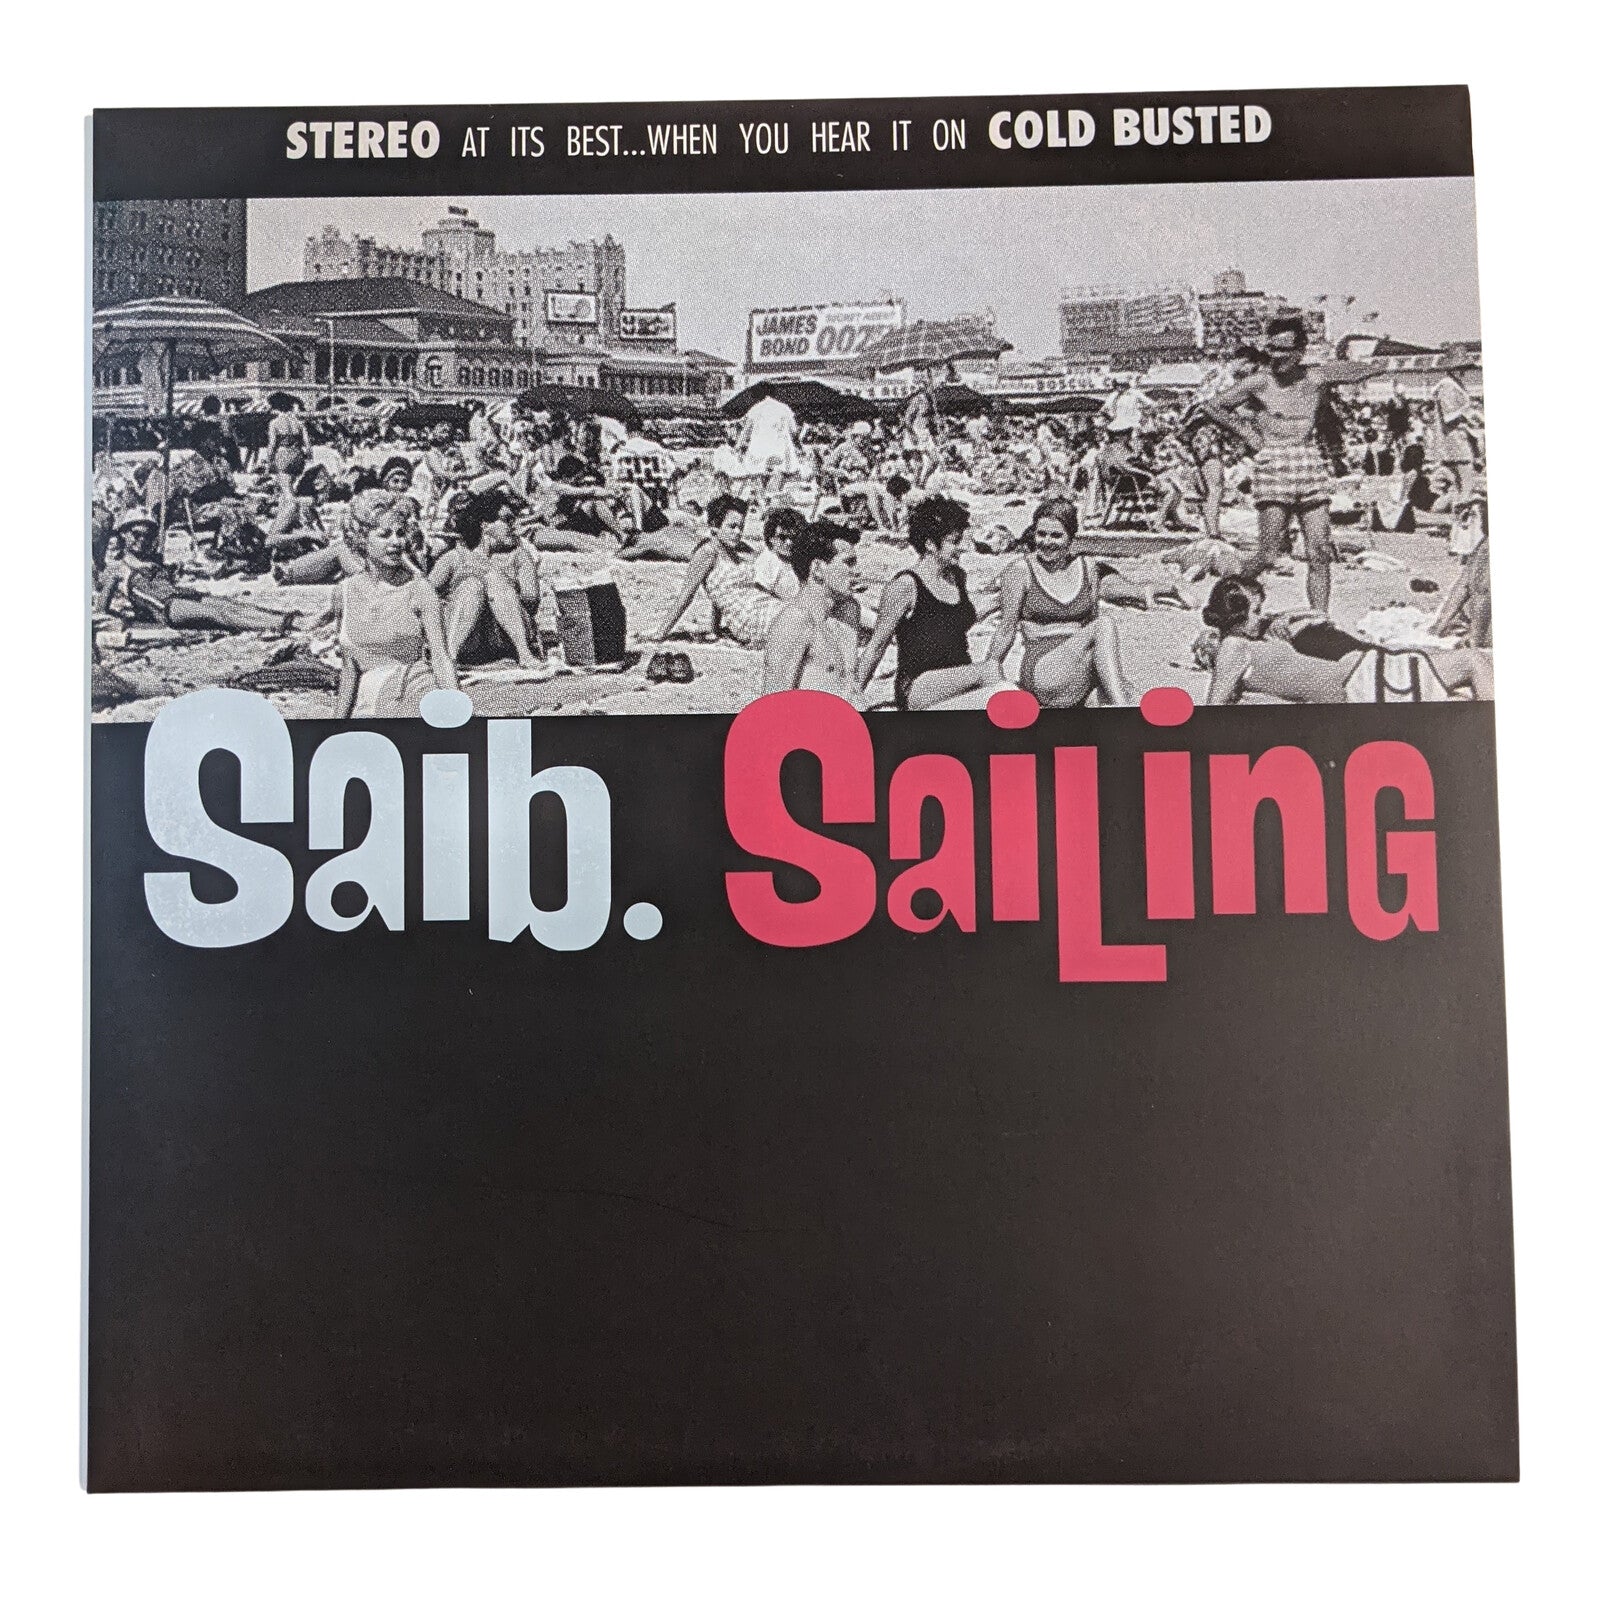 STEREO AT ITS BEST...WHEN YOU HEAR IT ON COLD BUSTED
JAMES BOND 007
Saib. SaiLinG